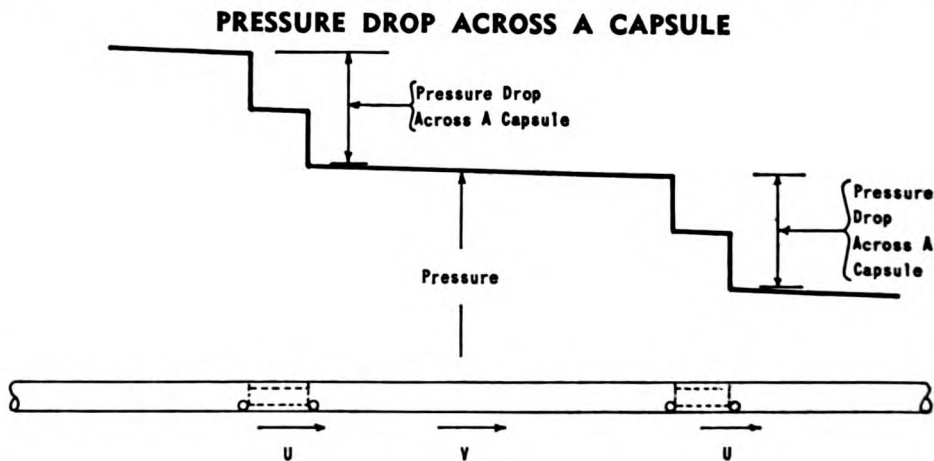 PRESSURE DROP ACROSS A CAPSULE
Pressure Drop
Across A Capsule
Pressure
Drop
Across A
Capsule
Pressure
U
V
U